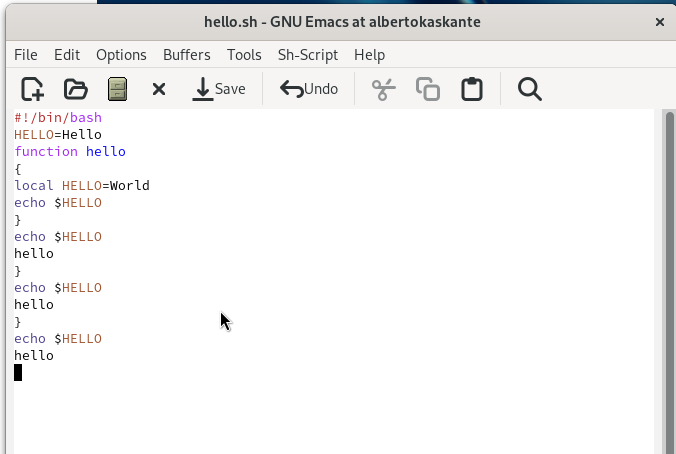 hello.sh - GNU Emacs at albertokaskante
File Edit Options Buffers Tools Sh-Script Help
Save Undo
#!/bin/bash
HELLO=Hello
function hello
{
local HELLO=World
echo $HELLO
}
echo $HELLO
hello
}
echo $HELLO
hello
}
echo $HELLO
hello